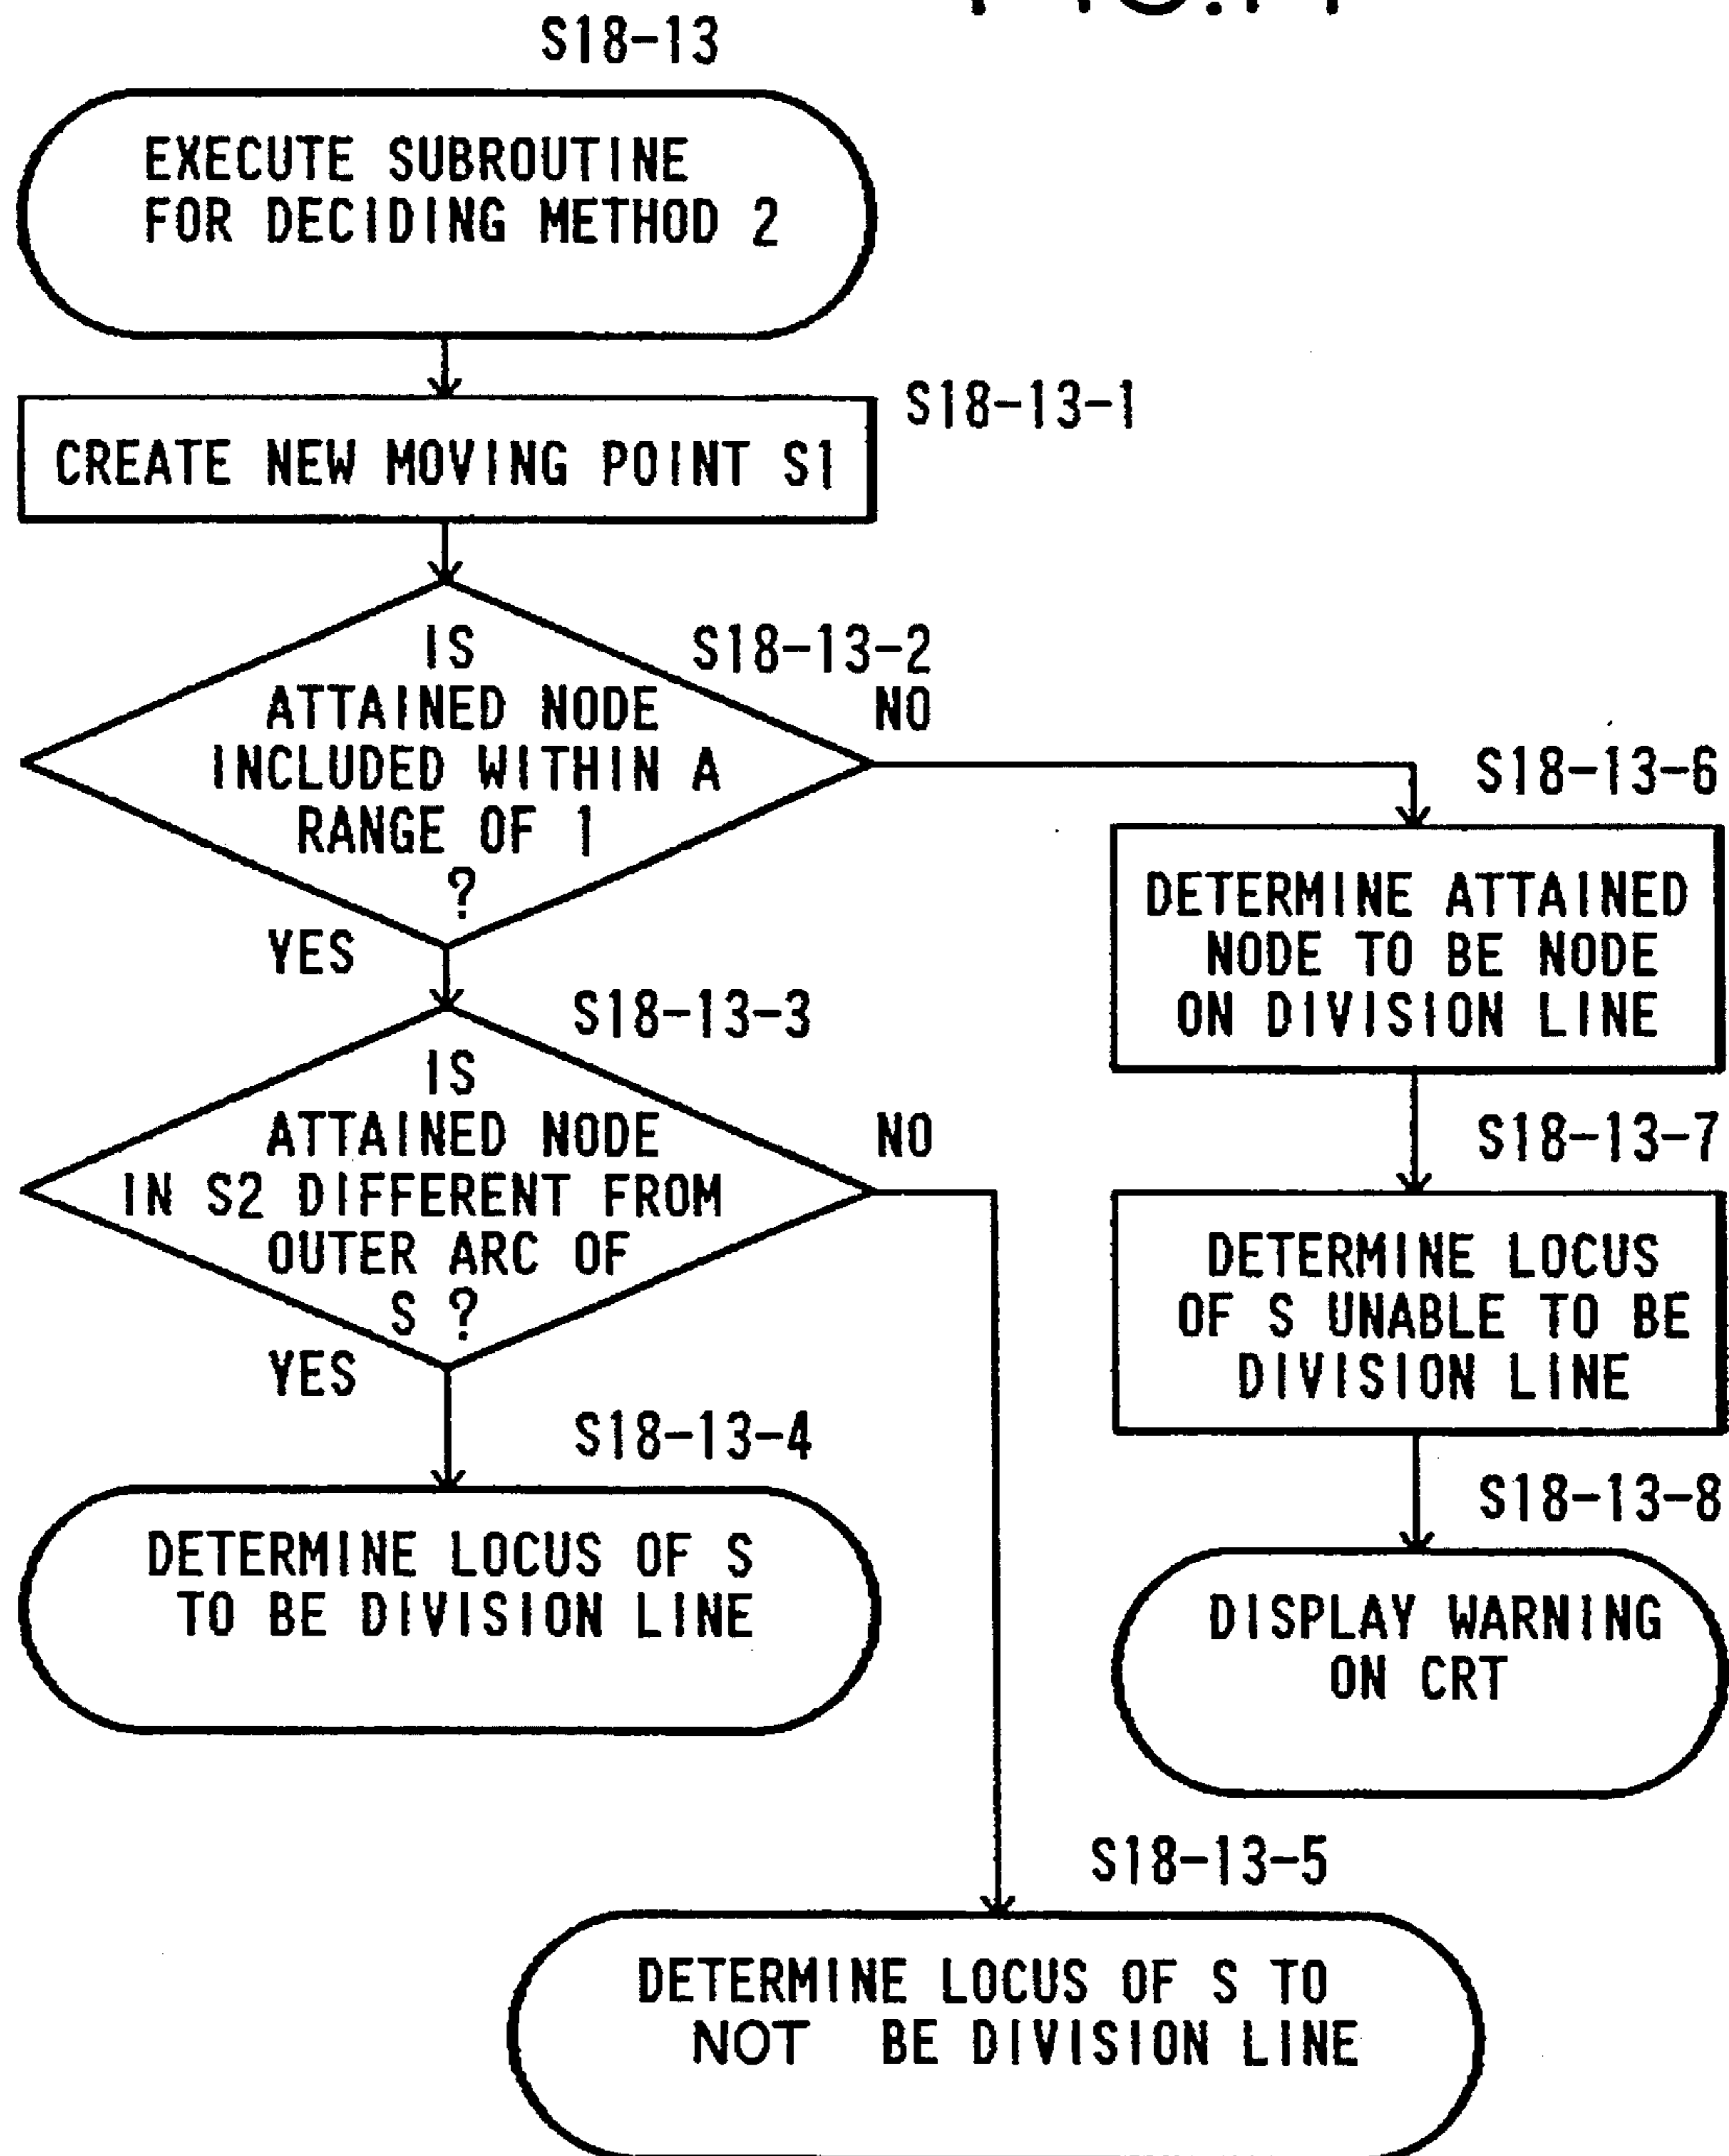 S18-13
EXECUTE SUBROUTINE
FOR DECIDING METHOD 2
S18-13-1
CREATE NEW MOVING POINT S1
S18-13-2
IS
ATTAINED NODE
INCLUDED WITHIN A
RANGE OF 1
?
NO
YES
S18-13-3
IS
ATTAINED NODE
IN S2 DIFFERENT FROM
OUTER ARC OF
S ?
NO
YES
S18-13-4
DETERMINE LOCUS OF S
TO BE DIVISION LINE
S18-13-6
DETERMINE ATTAINED
NODE TO BE NODE
ON DIVISION LINE
S18-13-7
DETERMINE LOCUS
OF S UNABLE TO BE
DIVISION LINE
S18-13-8
DISPLAY WARNING
ON CRT
S18-13-5
DETERMINE LOCUS OF S TO
NOT BE DIVISION LINE